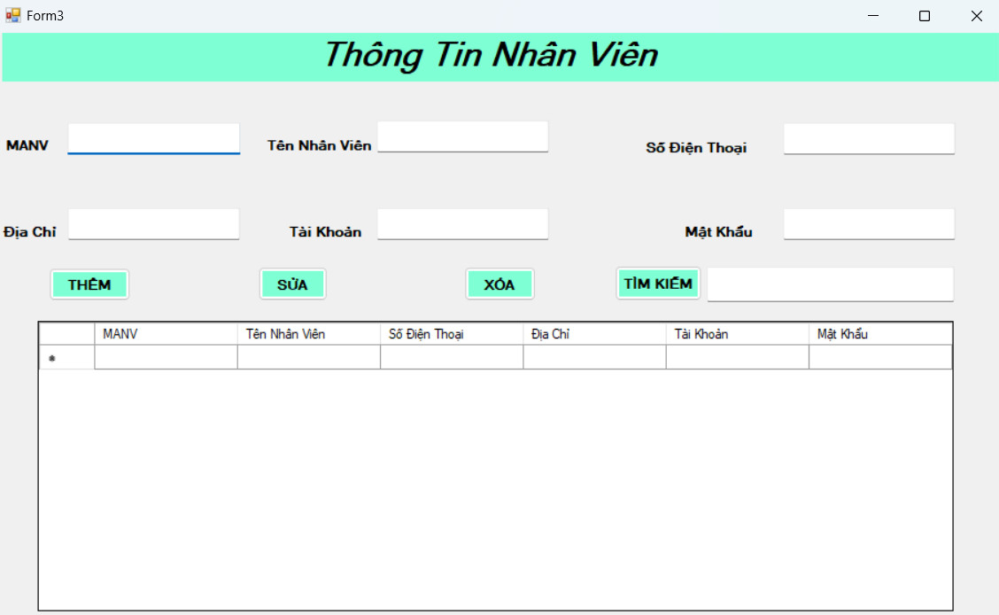 Form3
Thông Tin Nhân Viên
MANV Tên Nhân Viên Số Điện Thoại
Địa Chỉ Tài Khoản Mật Khẩu
THÊM SỬA XÓA TÌM KIẾM
MANV Tên Nhân Viên Số Điện Thoại Địa Chỉ Tài Khoản Mật Khẩu